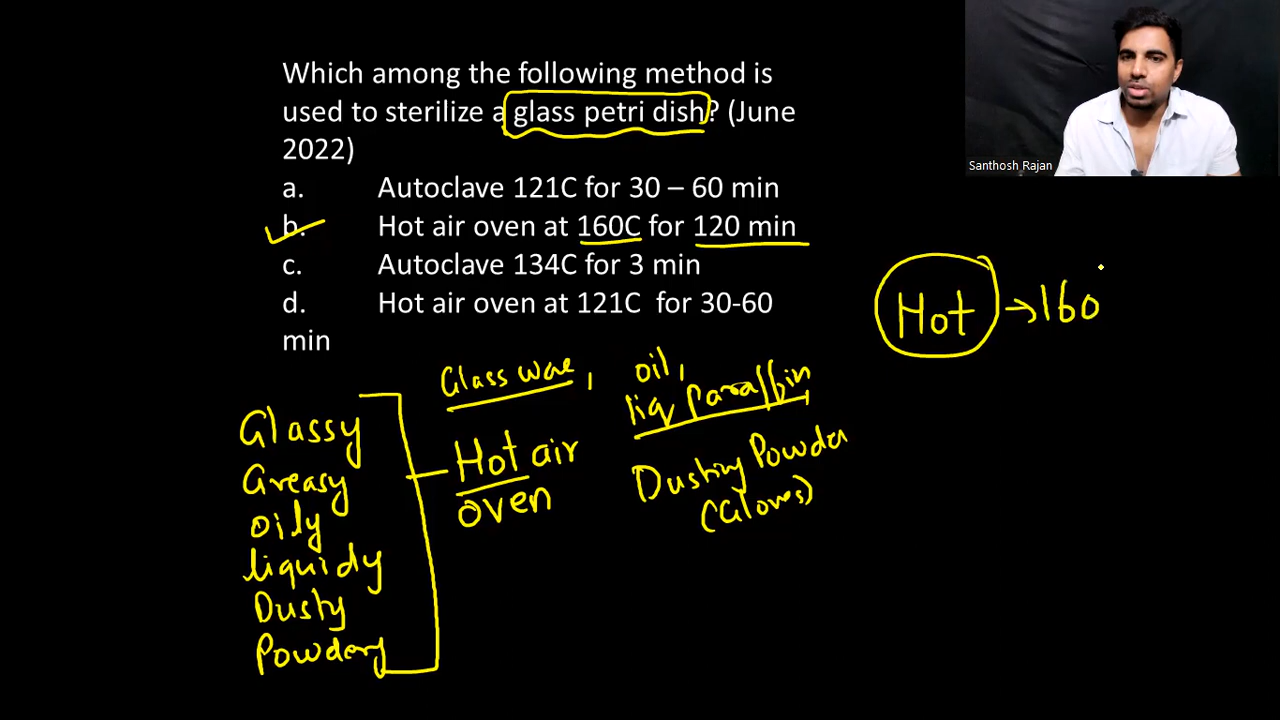 Which among the following method is
used to sterilize a glass petri dish? (June
2022)
a. Autoclave 121C for 30 – 60 min
b. Hot air oven at 160C for 120 min
c. Autoclave 134C for 3 min
d. Hot air oven at 121C for 30-60
min
Santhosh Rajan
Hot → 160
Glass ware, oil,
liq Paraffin
Glassy
Greasy
oily
liquidy
Dusty
Powdery
Hot air
oven
Dusting Powder
(Gloves)